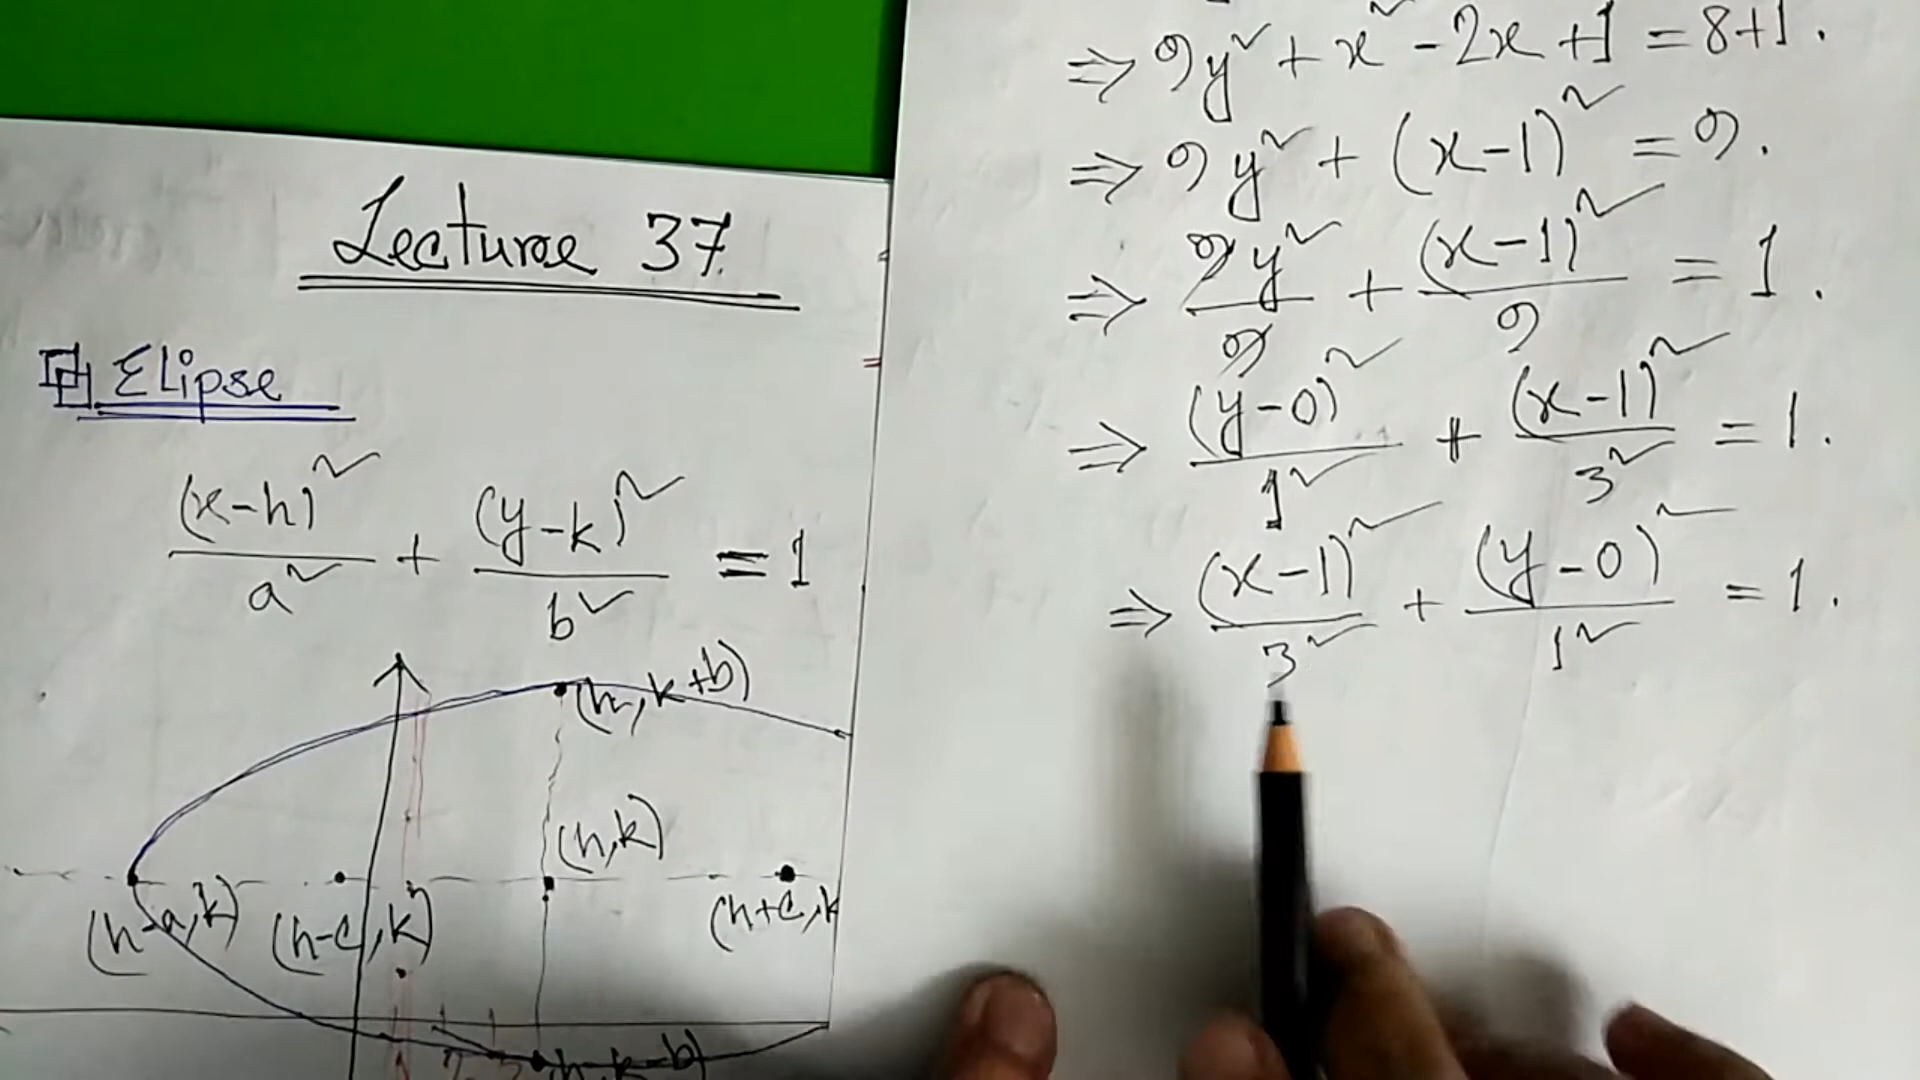 Lecture 37
Elipse
(x-h)²/a² + (y-k)²/b² = 1
(h, k+b)
(h,k)
(h-a,k) (h-c,k) (h+c,k
(h, k-b)
⇒ 9y² + x² - 2x + 1 = 8+1.
⇒ 9y² + (x-1)² = 9.
⇒ 9y²/9 + (x-1)²/9 = 1.
⇒ (y-0)²/1² + (x-1)²/3² = 1.
⇒ (x-1)²/3² + (y-0)²/1² = 1.